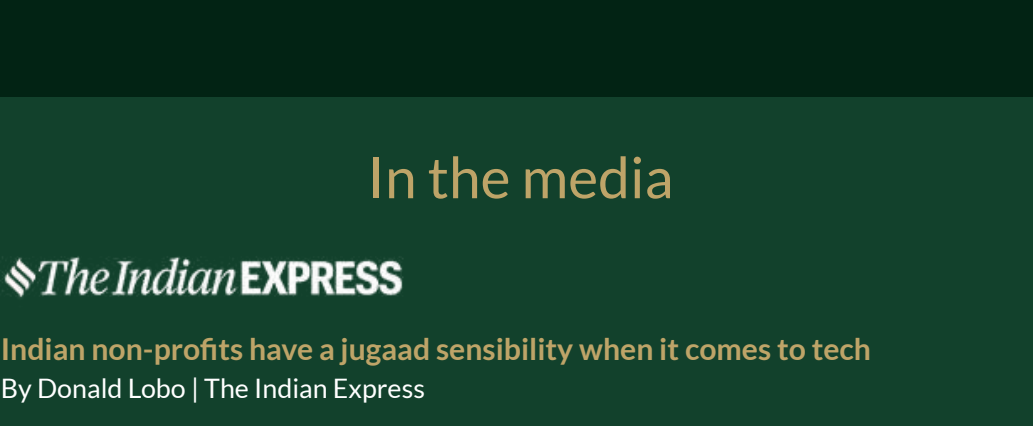 In the media
The Indian EXPRESS
Indian non-profits have a jugaad sensibility when it comes to tech
By Donald Lobo | The Indian Express